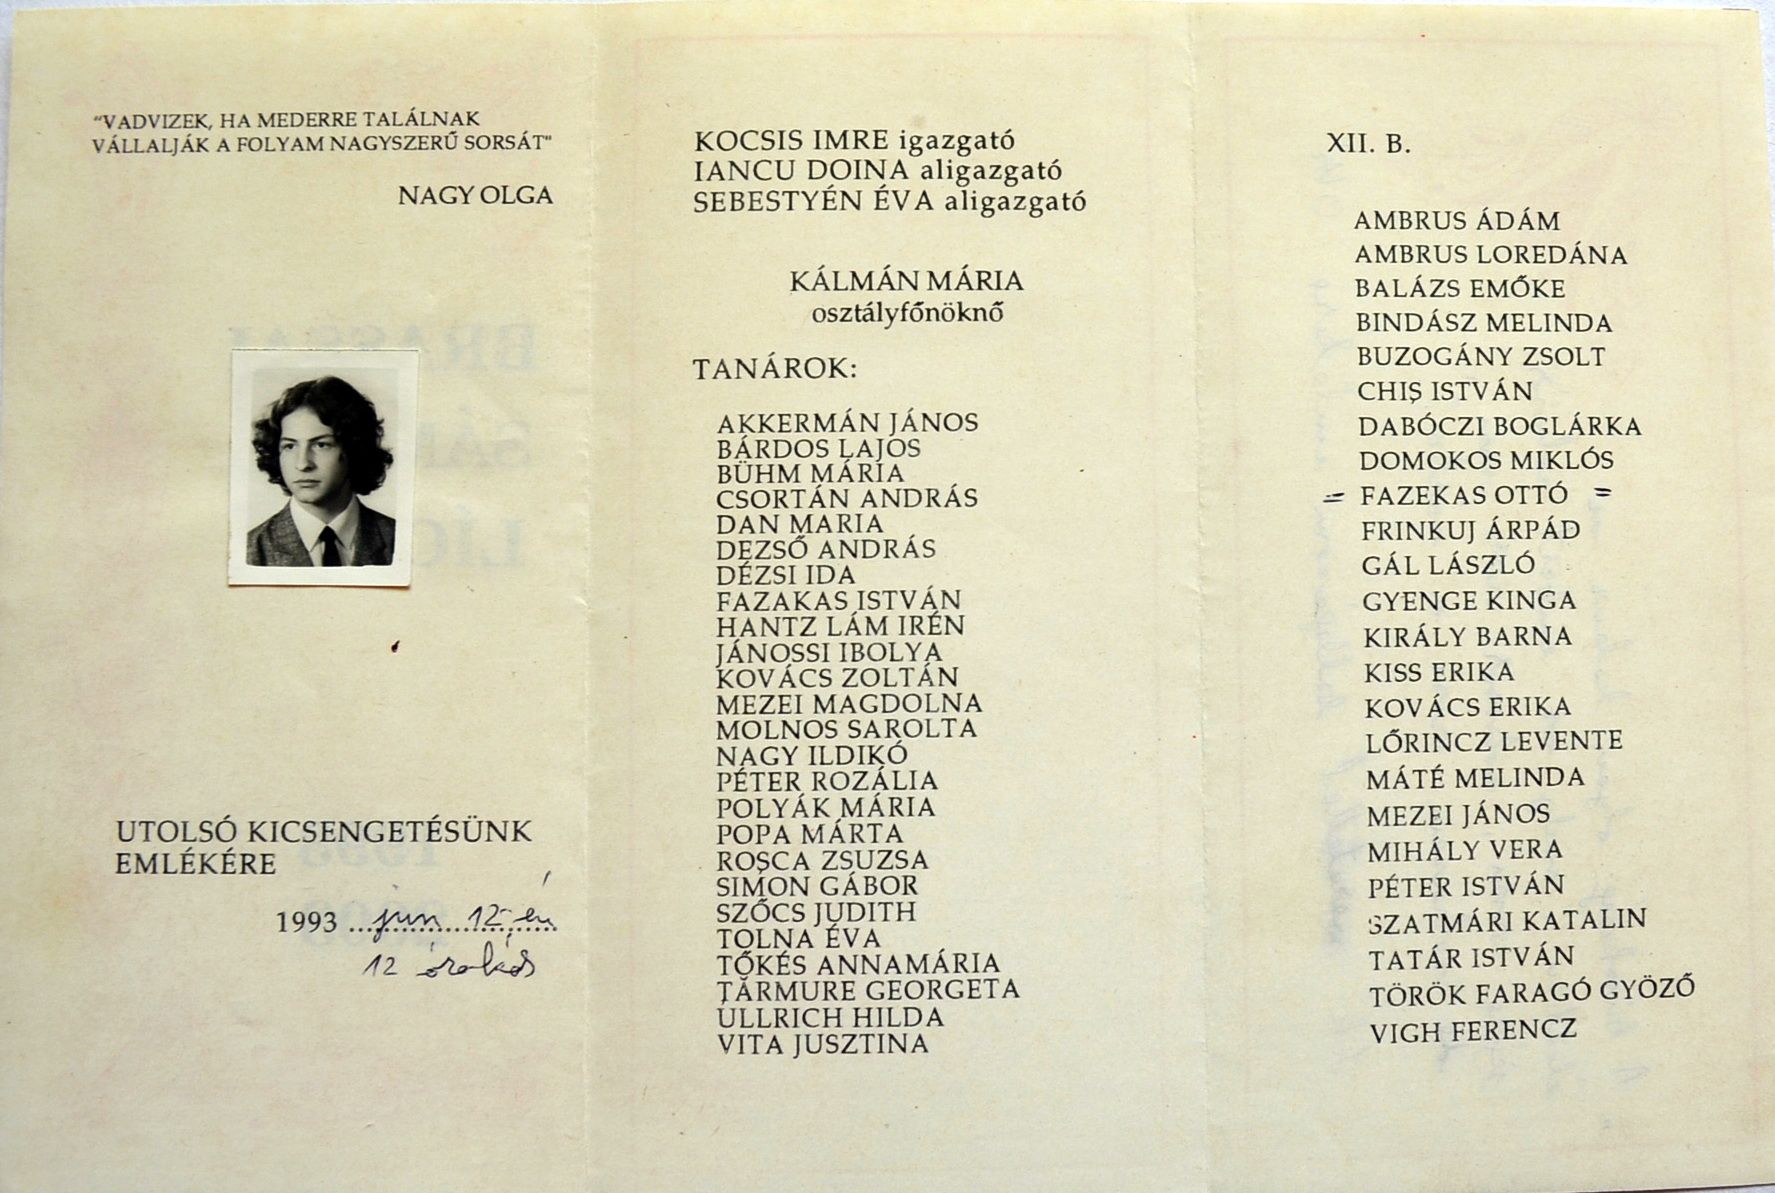 "VADVIZEK, HA MEDERRE TALÁLNAK
VÁLLALJÁK A FOLYAM NAGYSZERŰ SORSÁT"
NAGY OLGA
UTOLSÓ KICSENGETÉSÜNK
EMLÉKÉRE
1993 jún 12-én
12 órakor
KOCSIS IMRE igazgató
IANCU DOINA aligazgató
SEBESTYÉN ÉVA aligazgató
KÁLMÁN MÁRIA
osztályfőnöknő
TANÁROK:
AKKERMÁN JÁNOS
BÁRDOS LAJOS
BÜHM MÁRIA
CSORTÁN ANDRÁS
DAN MARIA
DEZSŐ ANDRÁS
DÉZSI IDA
FAZAKAS ISTVÁN
HANTZ LÁM IRÉN
JÁNOSSI IBOLYA
KOVÁCS ZOLTÁN
MEZEI MAGDOLNA
MOLNOS SAROLTA
NAGY ILDIKÓ
PÉTER ROZÁLIA
POLYÁK MÁRIA
POPA MÁRTA
ROȘCA ZSUZSA
SIMON GÁBOR
SZŐCS JUDITH
TOLNA ÉVA
TŐKÉS ANNAMÁRIA
ȚĂRMURE GEORGETA
ULLRICH HILDA
VITA JUSZTINA
XII. B.
AMBRUS ÁDÁM
AMBRUS LOREDÁNA
BALÁZS EMŐKE
BINDÁSZ MELINDA
BUZOGÁNY ZSOLT
CHIȘ ISTVÁN
DABÓCZI BOGLÁRKA
DOMOKOS MIKLÓS
= FAZEKAS OTTÓ =
FRINKUJ ÁRPÁD
GÁL LÁSZLÓ
GYENGE KINGA
KIRÁLY BARNA
KISS ERIKA
KOVÁCS ERIKA
LŐRINCZ LEVENTE
MÁTÉ MELINDA
MEZEI JÁNOS
MIHÁLY VERA
PÉTER ISTVÁN
SZATMÁRI KATALIN
TATÁR ISTVÁN
TÖRÖK FARAGÓ GYÖZŐ
VIGH FERENCZ